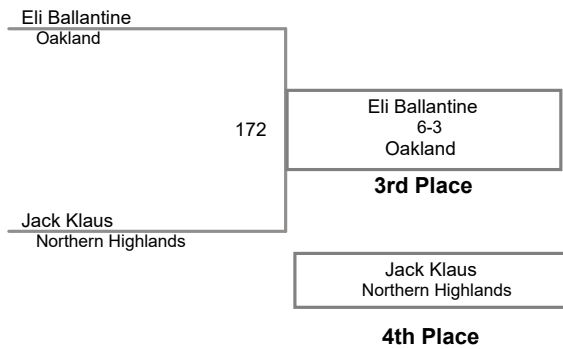 Eli Ballantine
Oakland
172
Eli Ballantine
6-3
Oakland
3rd Place
Jack Klaus
Northern Highlands
Jack Klaus
Northern Highlands
4th Place